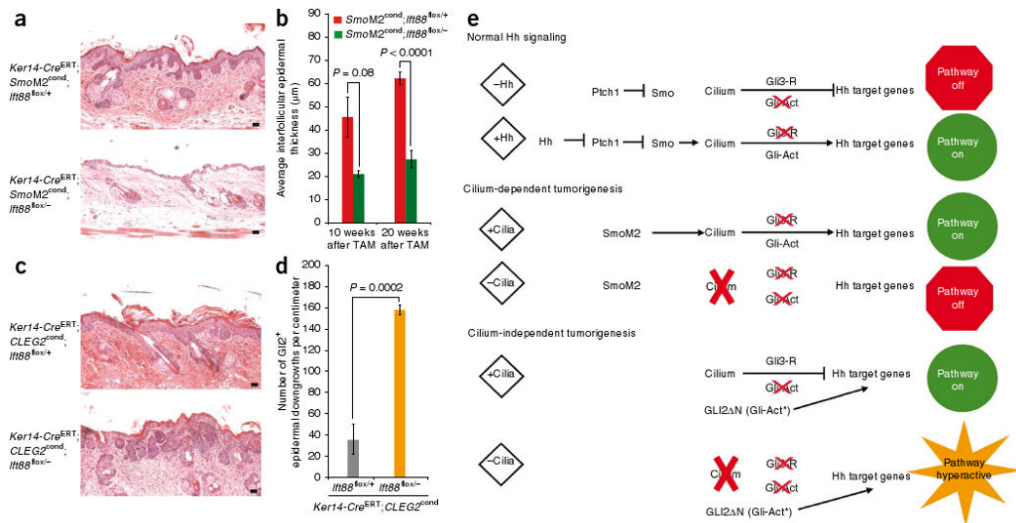 a
Ker14-CreERT;
SmoM2cond;
Ift88flox/+
Ker14-CreERT;
SmoM2cond;
Ift88flox/–
b
SmoM2cond;Ift88flox/+
SmoM2cond;Ift88flox/–
P < 0.0001
P = 0.08
Average interfollicular epidermal
thickness (μm)
90
80
70
60
50
40
30
20
10
0
10 weeks
after TAM
20 weeks
after TAM
c
Ker14-CreERT;
CLEG2cond;
Ift88flox/+
Ker14-CreERT;
CLEG2cond;
Ift88flox/–
d
P = 0.0002
Number of Gli2+
epidermal downgrowths per centimeter
200
180
160
140
120
100
80
60
40
20
0
Ift88flox/+
Ift88flox/–
Ker14-CreERT;CLEG2cond
e
Normal Hh signaling
–Hh
Ptch1
Smo
Cilium
Gli3-R
Gli-Act
Hh target genes
Pathway
off
+Hh
Hh
Ptch1
Smo
Cilium
Gli3-R
Gli-Act
Hh target genes
Pathway
on
Cilium-dependent tumorigenesis
+Cilia
SmoM2
Cilium
Gli3-R
Gli-Act
Hh target genes
Pathway
on
–Cilia
SmoM2
Cilium
Gli3-R
Gli-Act
Hh target genes
Pathway
off
Cilium-independent tumorigenesis
+Cilia
Cilium
Gli3-R
Gli-Act
Hh target genes
GLI2ΔN (Gli-Act*)
Pathway
on
–Cilia
Cilium
Gli3-R
Gli-Act
Hh target genes
GLI2ΔN (Gli-Act*)
Pathway
hyperactive